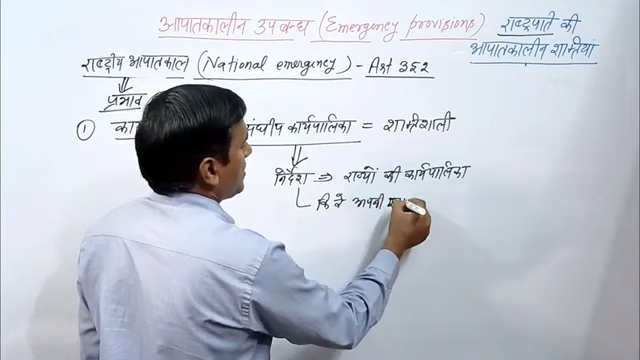 आपातकालीन उपबन्ध (Emergency provisions)
राष्ट्रपति की
आपातकालीन शक्तियां
राष्ट्रीय आपातकाल (National emergency) - Art 352
प्रभाव
① संघीय कार्यपालिका = शक्तिशाली
निर्देश ⇒ राज्यों की कार्यपालिका
कि वे अपनी